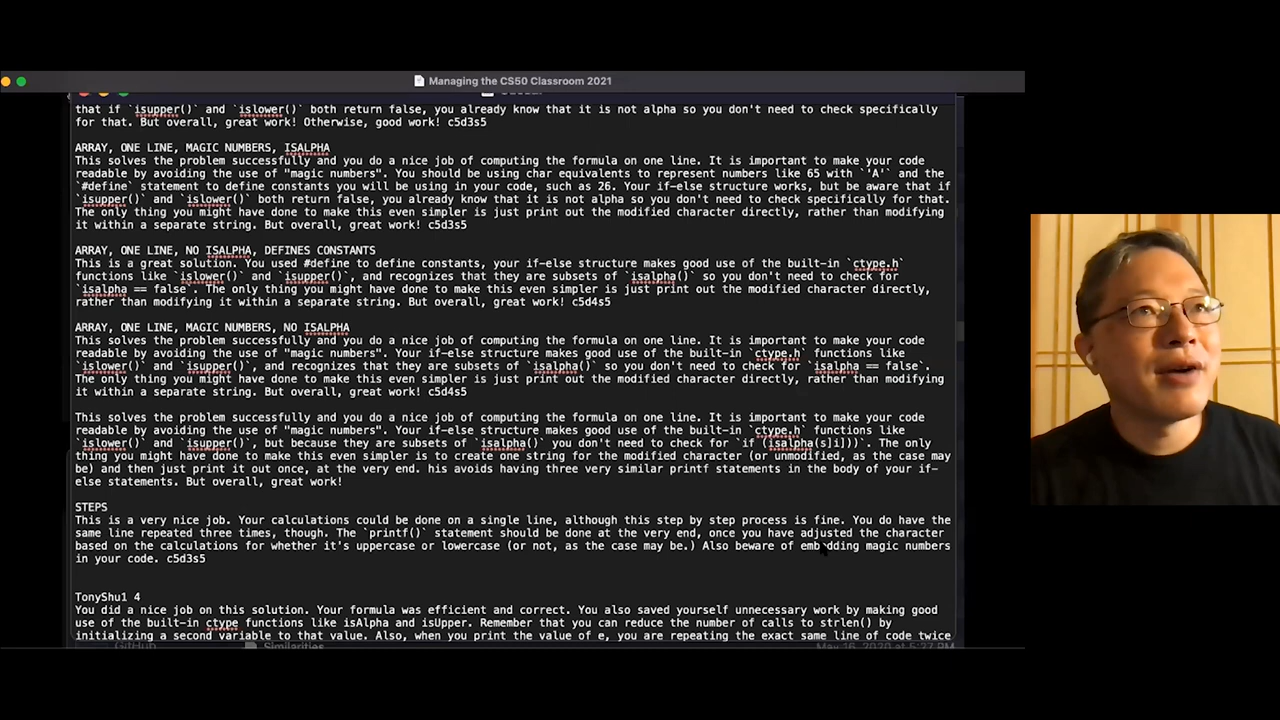 Managing the CS50 Classroom 2021
that if `isupper()` and `islower()` both return false, you already know that it is not alpha so you don't need to check specifically
for that. But overall, great work! Otherwise, good work! c5d3s5
ARRAY, ONE LINE, MAGIC NUMBERS, ISALPHA
This solves the problem successfully and you do a nice job of computing the formula on one line. It is important to make your code
readable by avoiding the use of "magic numbers". You should be using char equivalents to represent numbers like 65 with `'A'` and the
`#define` statement to define constants you will be using in your code, such as 26. Your if-else structure works, but be aware that if
`isupper()` and `islower()` both return false, you already know that it is not alpha so you don't need to check specifically for that.
The only thing you might have done to make this even simpler is just print out the modified character directly, rather than modifying
it within a separate string. But overall, great work! c5d3s5
ARRAY, ONE LINE, NO ISALPHA, DEFINES CONSTANTS
This is a great solution. You used #define to define constants, your if-else structure makes good use of the built-in `ctype.h`
functions like `islower()` and `isupper()`, and recognizes that they are subsets of `isalpha()` so you don't need to check for
`isalpha == false`. The only thing you might have done to make this even simpler is just print out the modified character directly,
rather than modifying it within a separate string. But overall, great work! c5d4s5
ARRAY, ONE LINE, MAGIC NUMBERS, NO ISALPHA
This solves the problem successfully and you do a nice job of computing the formula on one line. It is important to make your code
readable by avoiding the use of "magic numbers". Your if-else structure makes good use of the built-in `ctype.h` functions like
`islower()` and `isupper()`, and recognizes that they are subsets of `isalpha()` so you don't need to check for `isalpha == false`.
The only thing you might have done to make this even simpler is just print out the modified character directly, rather than modifying
it within a separate string. But overall, great work! c5d4s5
This solves the problem successfully and you do a nice job of computing the formula on one line. It is important to make your code
readable by avoiding the use of "magic numbers". Your if-else structure makes good use of the built-in `ctype.h` functions like
`islower()` and `isupper()`, but because they are subsets of `isalpha()` you don't need to check for `if (isalpha(s[i]))`. The only
thing you might have done to make this even simpler is to create one string for the modified character (or unmodified, as the case may
be) and then just print it out once, at the very end. his avoids having three very similar printf statements in the body of your if-
else statements. But overall, great work!
STEPS
This is a very nice job. Your calculations could be done on a single line, although this step by step process is fine. You do have the
same line repeated three times, though. The `printf()` statement should be done at the very end, once you have adjusted the character
based on the calculations for whether it's uppercase or lowercase (or not, as the case may be.) Also beware of embedding magic numbers
in your code. c5d3s5
TonyShu1 4
You did a nice job on this solution. Your formula was efficient and correct. You also saved yourself unnecessary work by making good
use of the built-in ctype functions like isAlpha and isUpper. Remember that you can reduce the number of calls to strlen() by
initializing a second variable to that value. Also, when you print the value of e, you are repeating the exact same line of code twice
GitHub
Similarities
May 16, 2020 at 5:27 PM